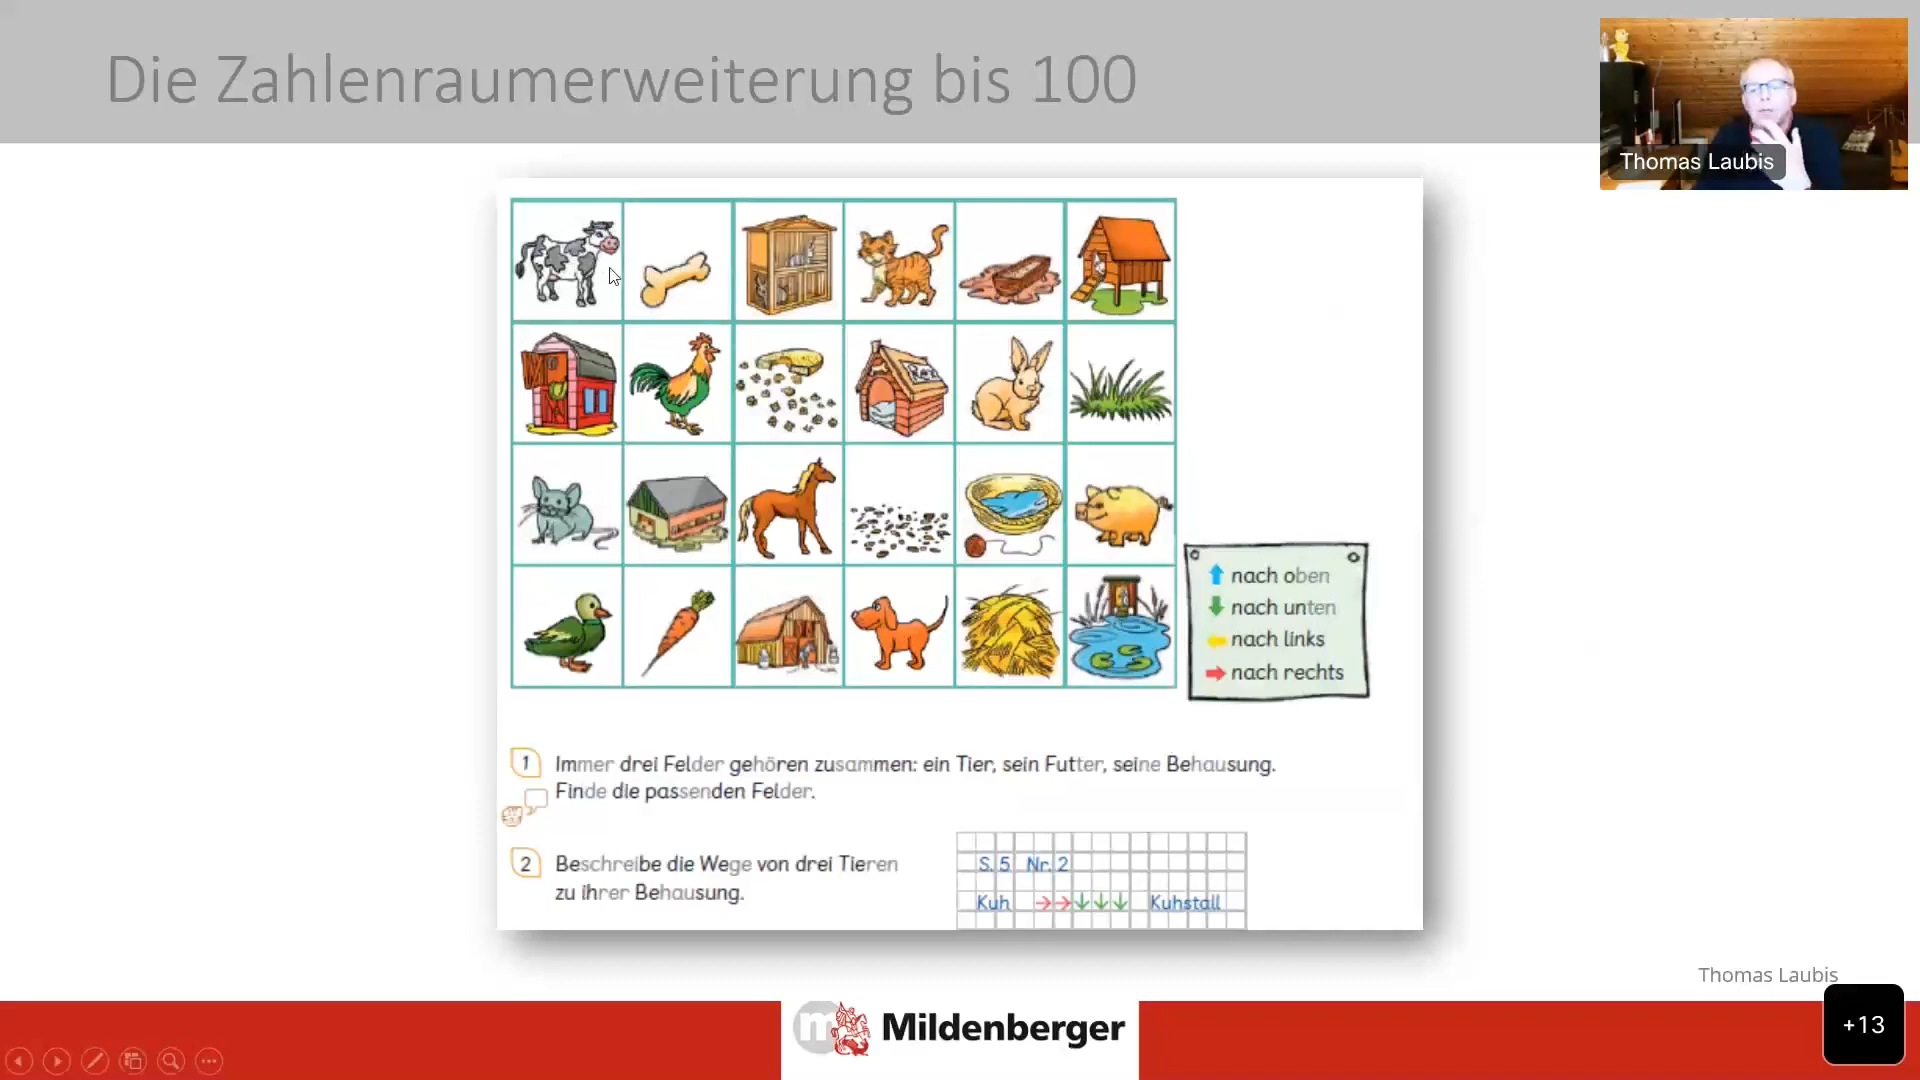 Die Zahlenraumerweiterung bis 100
Thomas Laubis
nach oben
nach unten
nach links
nach rechts
1 Immer drei Felder gehören zusammen: ein Tier, sein Futter, seine Behausung.
Finde die passenden Felder.
2 Beschreibe die Wege von drei Tieren
zu ihrer Behausung.
S. 5 Nr. 2
Kuh →→↓↓↓ Kuhstall
Thomas Laubis
m Mildenberger
+13